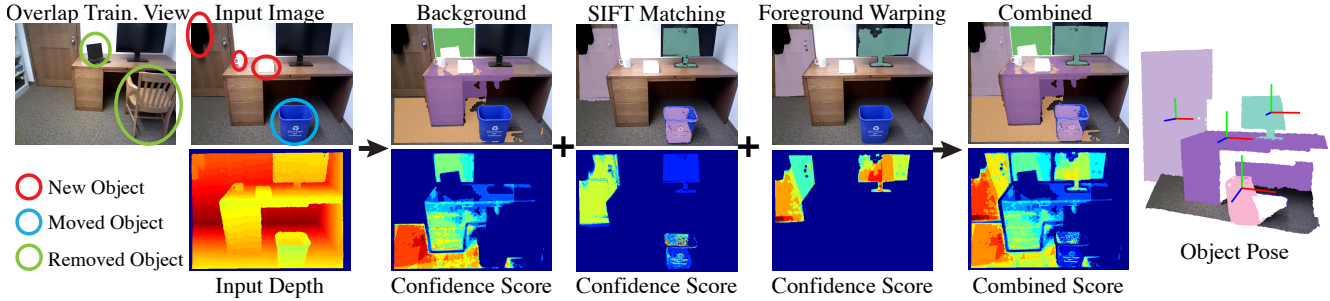 Overlap Train. View
Input Image
Background
SIFT Matching
Foreground Warping
Combined
New Object
Moved Object
Removed Object
Input Depth
Confidence Score
Confidence Score
Confidence Score
Combined Score
Object Pose